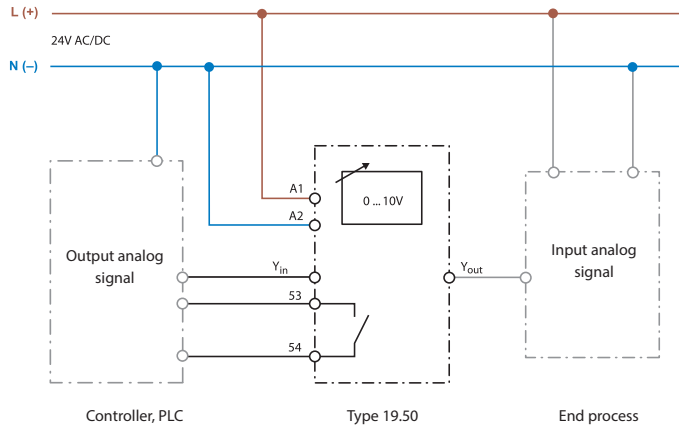 L (+)
24V AC/DC
N (–)
A1
0 ... 10V
A2
Output analog
signal
Yin
Yout
Input analog
signal
53
54
Controller, PLC
Type 19.50
End process